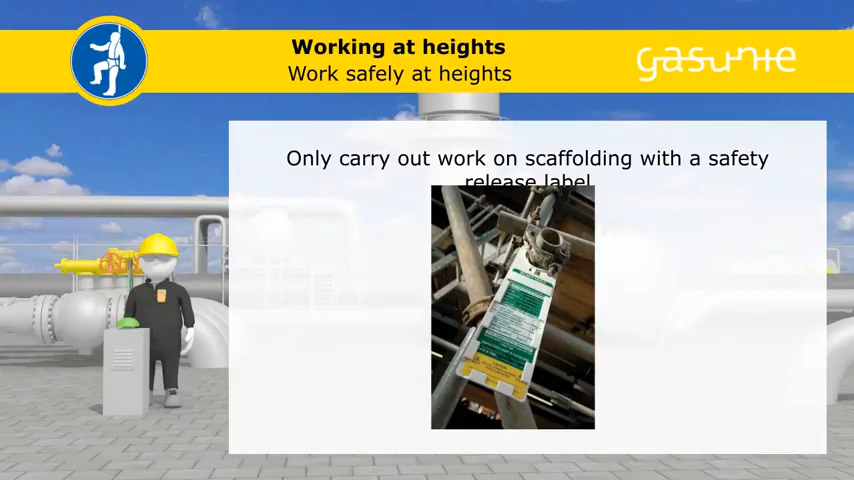 Working at heights
Work safely at heights
gasunie
Only carry out work on scaffolding with a safety
release label